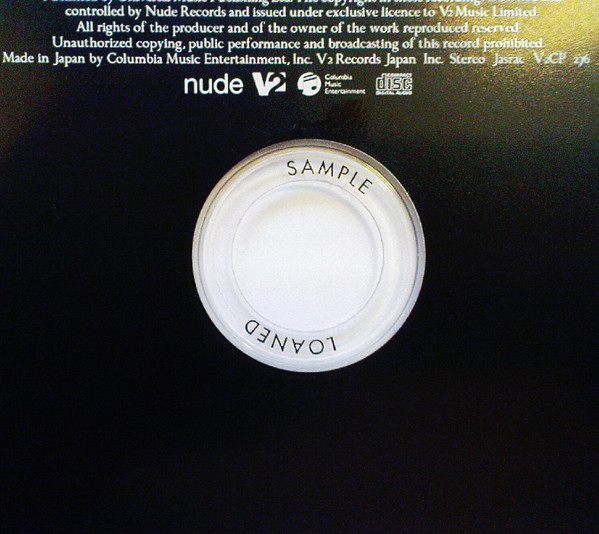 controlled by Nude Records and issued under exclusive licence to V2 Music Limited.
All rights of the producer and of the owner of the work reproduced reserved.
Unauthorized copying, public performance and broadcasting of this record prohibited.
Made in Japan by Columbia Music Entertainment, Inc. V2 Records Japan Inc. Stereo Jasrac V2CP 276
nude V2 Columbia Music Entertainment COMPACT disc DIGITAL AUDIO
SAMPLE
LOANED